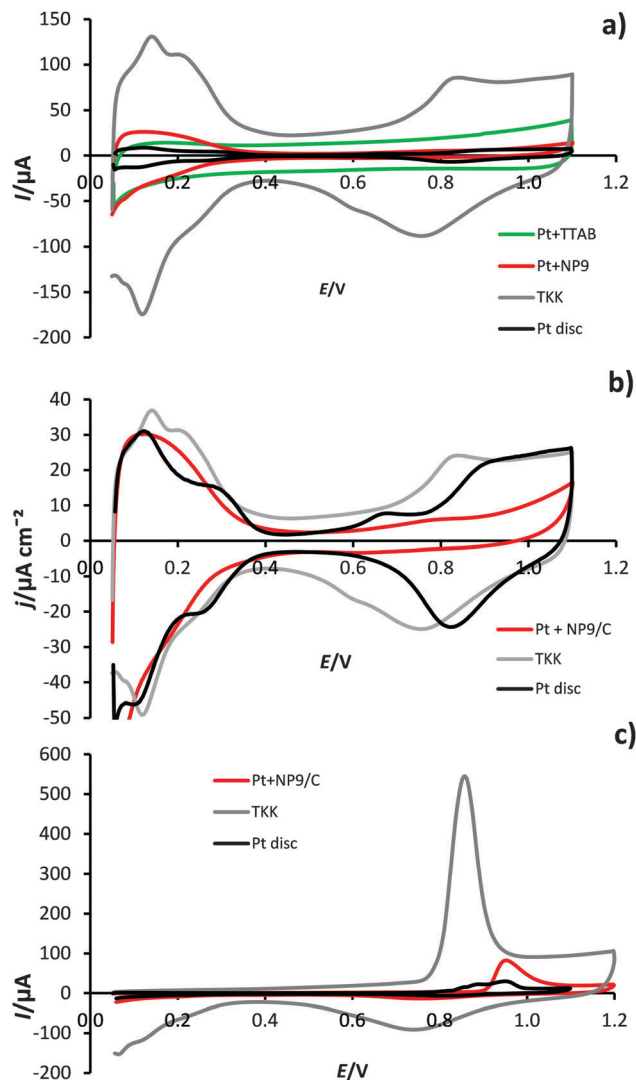 a)
150
100
50
0
-50
-100
-150
-200
I/µA
0.0 0.2 0.4 0.6 0.8 1.0 1.2
E/V
Pt+TTAB
Pt+NP9
TKK
Pt disc
b)
40
30
20
10
0
-10
-20
-30
-40
-50
j/µA cm⁻²
0.0 0.2 0.4 0.6 0.8 1.0 1.2
E/V
Pt + NP9/C
TKK
Pt disc
c)
600
500
400
300
200
100
0
-100
-200
I/µA
Pt+NP9/C
TKK
Pt disc
0.0 0.2 0.4 0.6 0.8 1.0 1.2
E/V